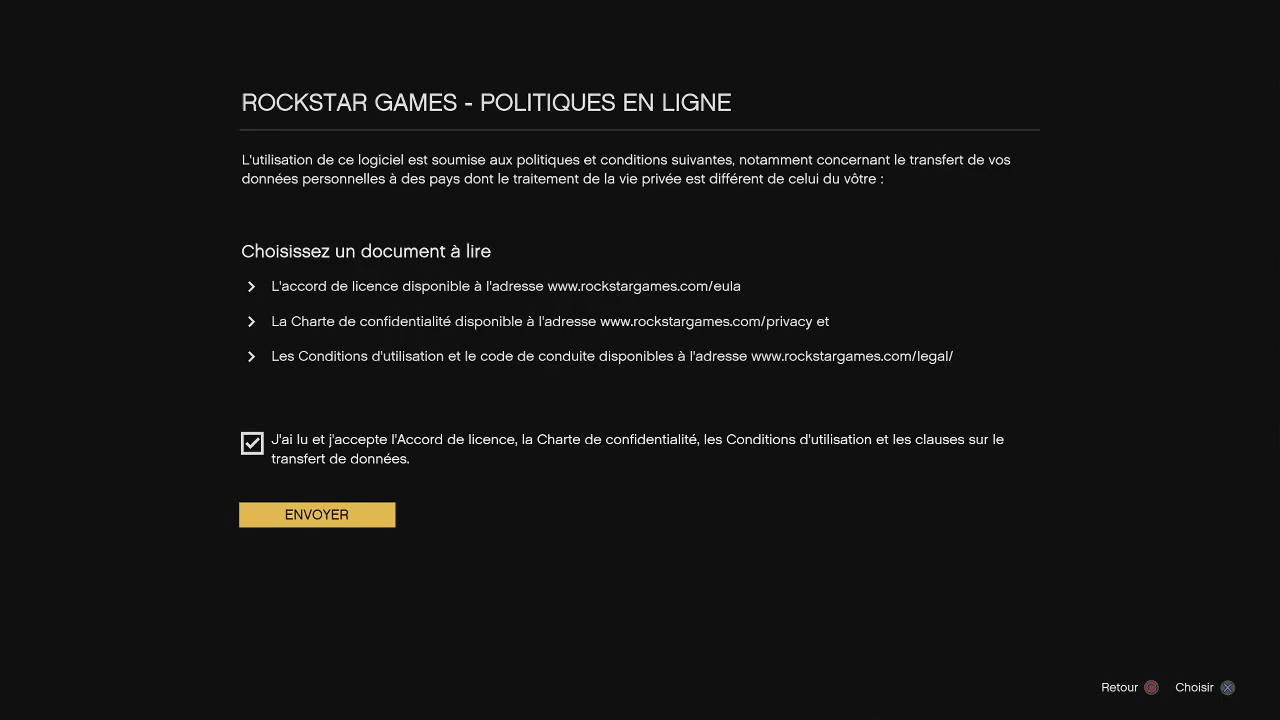 ROCKSTAR GAMES - POLITIQUES EN LIGNE
L'utilisation de ce logiciel est soumise aux politiques et conditions suivantes, notamment concernant le transfert de vos
données personnelles à des pays dont le traitement de la vie privée est différent de celui du vôtre :
Choisissez un document à lire
L'accord de licence disponible à l'adresse www.rockstargames.com/eula
La Charte de confidentialité disponible à l'adresse www.rockstargames.com/privacy et
Les Conditions d'utilisation et le code de conduite disponibles à l'adresse www.rockstargames.com/legal/
J'ai lu et j'accepte l'Accord de licence, la Charte de confidentialité, les Conditions d'utilisation et les clauses sur le
transfert de données.
ENVOYER
Retour Choisir